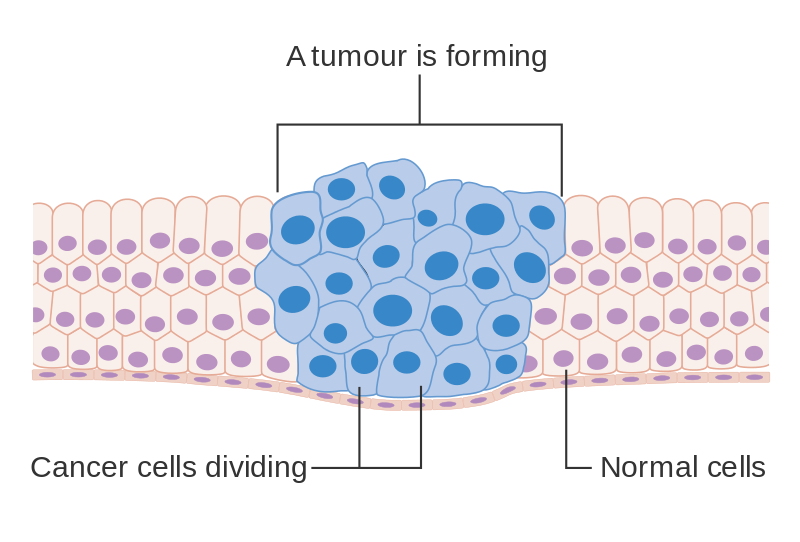 A tumour is forming
Cancer cells dividing
Normal cells